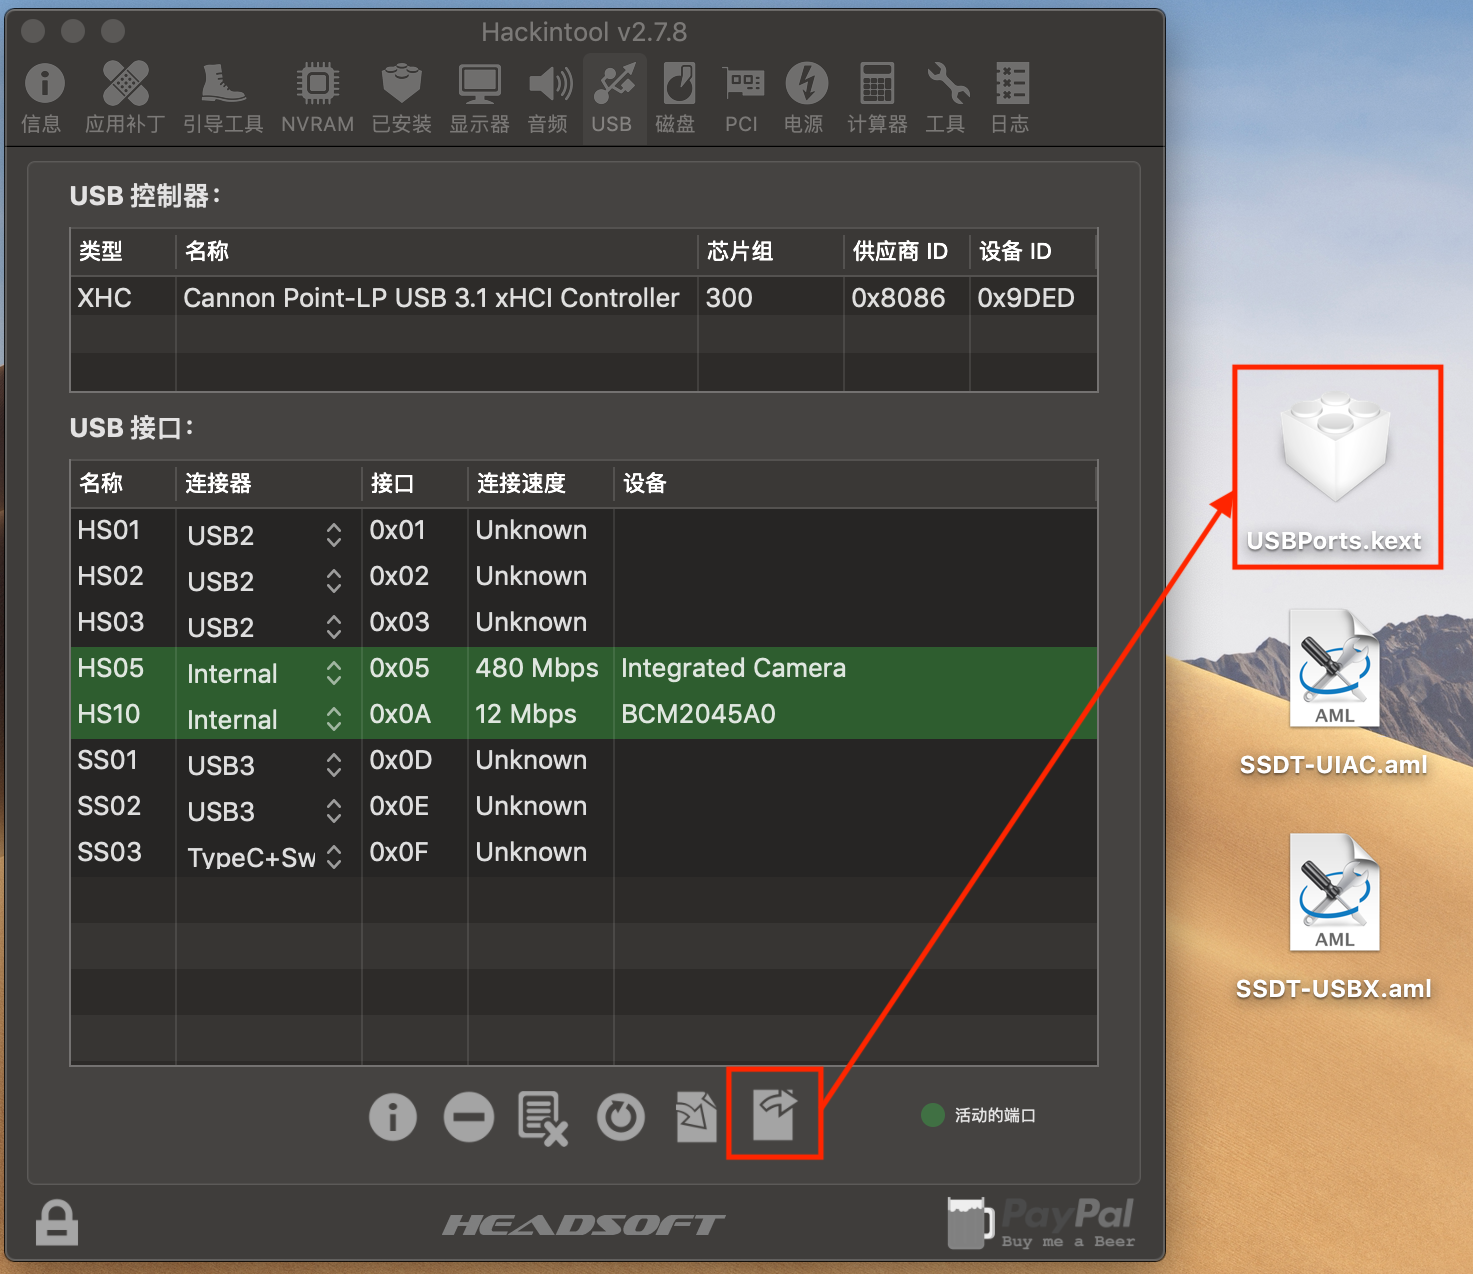 Hackintool v2.7.8
信息 应用补丁 引导工具 NVRAM 已安装 显示器 音频 USB 磁盘 PCI 电源 计算器 工具 日志
USB 控制器：
类型 名称 芯片组 供应商 ID 设备 ID
XHC Cannon Point-LP USB 3.1 xHCI Controller 300 0x8086 0x9DED
USB 接口：
名称 连接器 接口 连接速度 设备
HS01 USB2 0x01 Unknown
HS02 USB2 0x02 Unknown
HS03 USB2 0x03 Unknown
HS05 Internal 0x05 480 Mbps Integrated Camera
HS10 Internal 0x0A 12 Mbps BCM2045A0
SS01 USB3 0x0D Unknown
SS02 USB3 0x0E Unknown
SS03 TypeC+Sw 0x0F Unknown
活动的端口
HEADSOFT
PayPal
Buy me a Beer
USBPorts.kext
AML
SSDT-UIAC.aml
AML
SSDT-USBX.aml